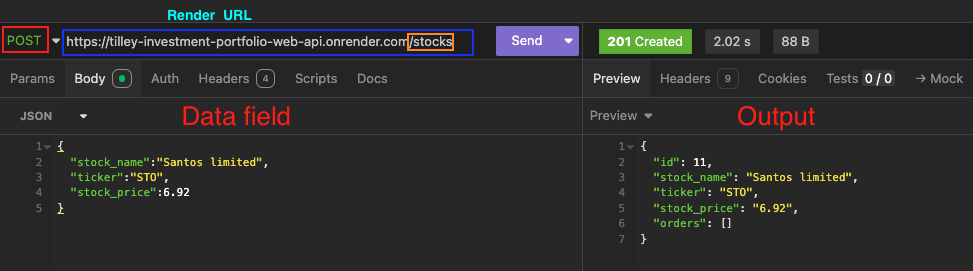 Render URL
POST https://tilley-investment-portfolio-web-api.onrender.com/stocks Send 201 Created 2.02 s 88 B
Params Body Auth Headers 4 Scripts Docs Preview Headers 9 Cookies Tests 0 / 0 → Mock
JSON Data field Preview Output
1 {
2 "stock_name":"Santos limited",
3 "ticker":"STO",
4 "stock_price":6.92
5 }
1 {
2 "id": 11,
3 "stock_name": "Santos limited",
4 "ticker": "STO",
5 "stock_price": "6.92",
6 "orders": []
7 }